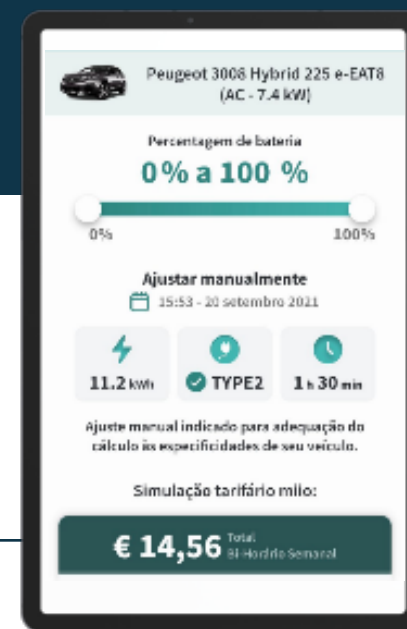 Peugeot 3008 Hybrid 225 e-EAT8
(AC - 7.4 kW)
Percentagem de bateria
0% a 100 %
0%
100%
Ajustar manualmente
15:53 - 20 setembro 2021
11.2 kWh
TYPE2
1 h 30 min
Ajuste manual indicado para adequação do
cálculo às especificidades de seu veículo.
Simulação tarifário miio:
€ 14,56 Total
Bi-Horário Semanal